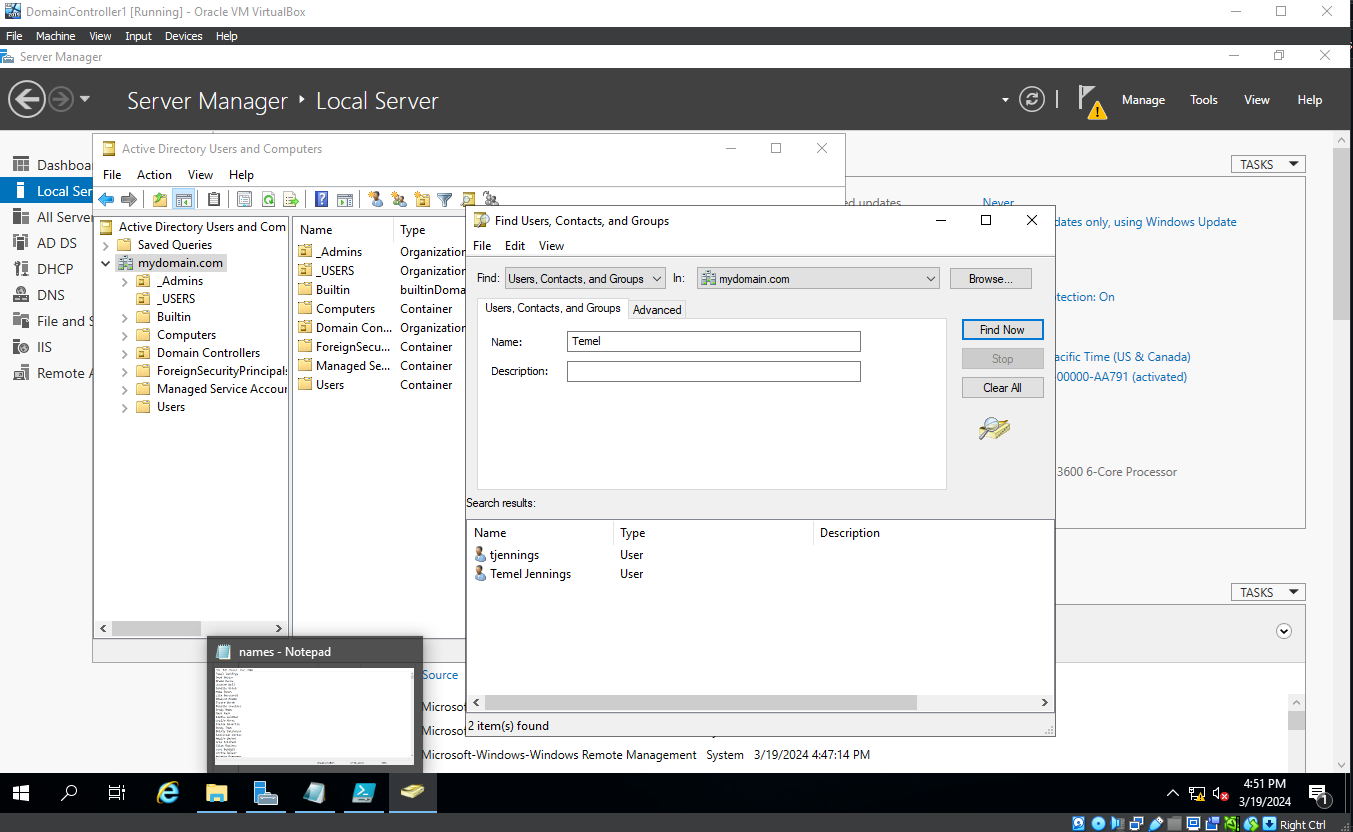 DomainController1 [Running] - Oracle VM VirtualBox
File Machine View Input Devices Help
Server Manager
Server Manager ‣ Local Server
Manage Tools View Help
Dashboa
Local Ser
All Server
AD DS
DHCP
DNS
File and S
IIS
Remote A
TASKS
Never
dates only, using Windows Update
tection: On
acific Time (US & Canada)
00000-AA791 (activated)
3600 6-Core Processor
TASKS
Active Directory Users and Computers
File Action View Help
Active Directory Users and Com
Saved Queries
mydomain.com
_Admins
_USERS
Builtin
Computers
Domain Controllers
ForeignSecurityPrincipals
Managed Service Accour
Users
Name Type
_Admins Organization
_USERS Organization
Builtin builtinDoma
Computers Container
Domain Con... Organization
ForeignSecu... Container
Managed Se... Container
Users Container
Find Users, Contacts, and Groups
File Edit View
Find: Users, Contacts, and Groups In: mydomain.com Browse...
Users, Contacts, and Groups Advanced
Name: Temel
Description:
Find Now
Stop
Clear All
Search results:
Name Type Description
tjennings User
Temel Jennings User
2 item(s) found
names - Notepad
Source
Microso
Microso
Microsoft-Windows-Windows Remote Management System 3/19/2024 4:47:14 PM
4:51 PM
3/19/2024
1
Right Ctrl